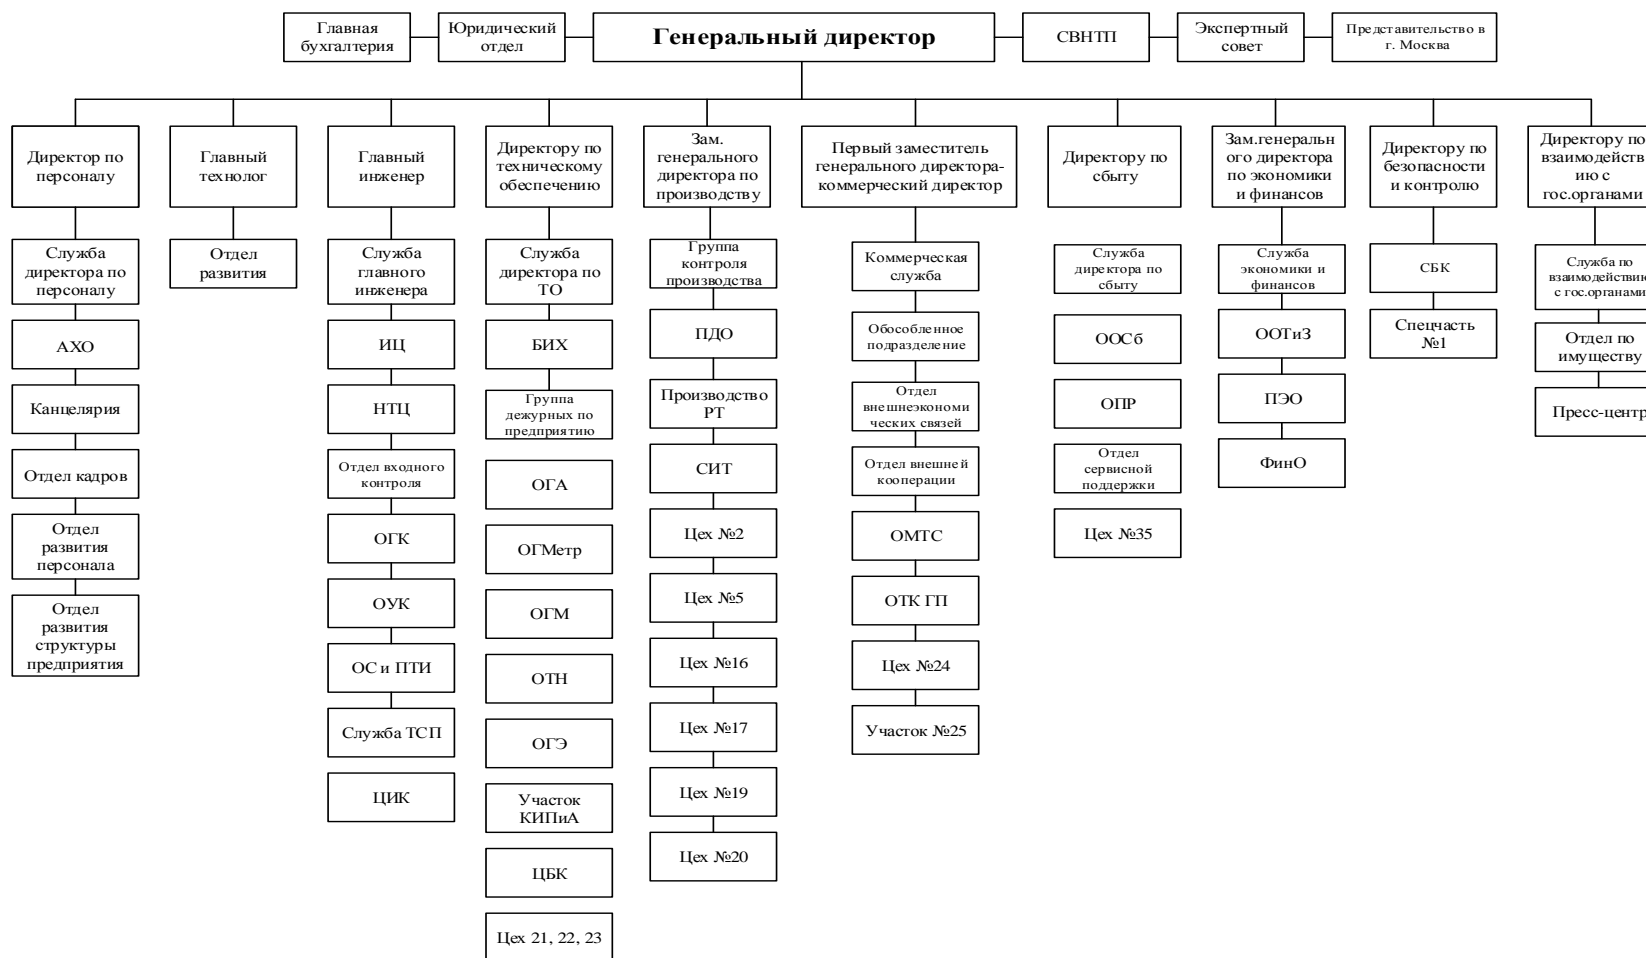 Главная
бухгалтерия
Юридический
отдел
Генеральный директор
СВНТП
Экспертный
совет
Представительство в
г. Москва
Директор по
персоналу
Главный
технолог
Главный
инженер
Директору по
техническому
обеспечению
Зам.
генерального
директора по
производству
Первый заместитель
генерального директора-
коммерческий директор
Директору по
сбыту
Зам.генеральн
ого директора
по экономики
и финансов
Директору по
безопасности
и контролю
Директору по
взаимодейств
ию с
гос.органами
Служба
директора по
персоналу
АХО
Канцелярия
Отдел кадров
Отдел
развития
персонала
Отдел
развития
структуры
предприятия
Отдел
развития
Служба
главного
инженера
ИЦ
НТЦ
Отдел входного
контроля
ОГК
ОУК
ОС и ПТИ
Служба ТСП
ЦИК
Служба
директора по
ТО
БИХ
Группа
дежурных по
предприятию
ОГА
ОГМетр
ОГМ
ОТН
ОГЭ
Участок
КИПиА
ЦБК
Цех 21, 22, 23
Группа
контроля
производства
ПДО
Производство
РТ
СИТ
Цех №2
Цех №5
Цех №16
Цех №17
Цех №19
Цех №20
Коммерческая
служба
Обособленное
подразделение
Отдел
внешнеэкономи
ческих связей
Отдел внешней
кооперации
ОМТС
ОТК ГП
Цех №24
Участок №25
Служба
директора по
сбыту
ООСб
ОПР
Отдел
сервисной
поддержки
Цех №35
Служба
экономики и
финансов
ООТиЗ
ПЭО
ФинО
СБК
Спецчасть
№1
Служба по
взаимодействию
с гос.органами
Отдел по
имуществу
Пресс-центр